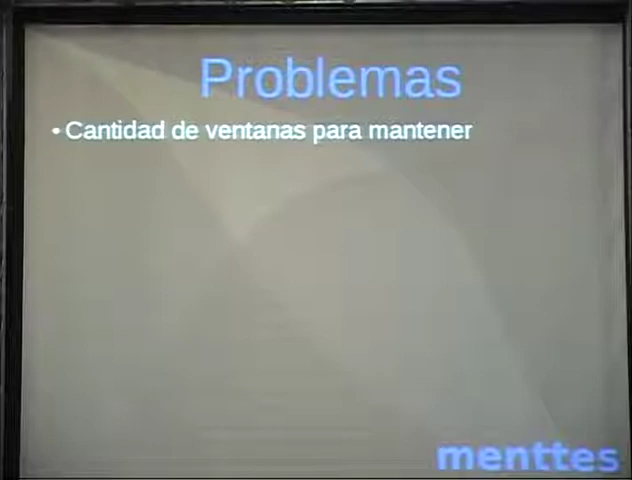 Problemas
• Cantidad de ventanas para mantener
menttes